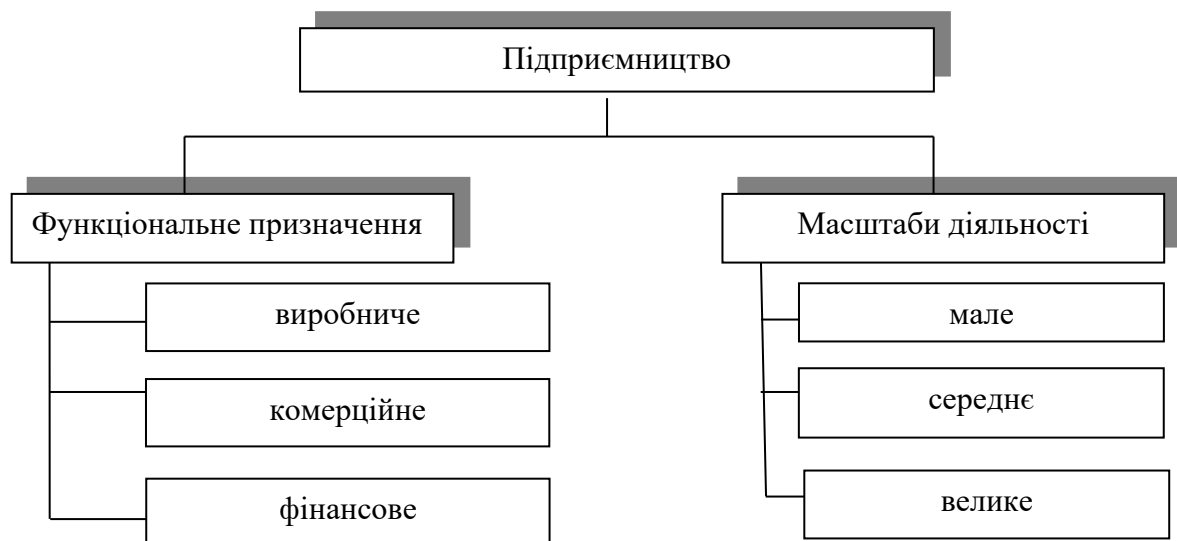 Підприємництво
Функціональне призначення
виробниче
комерційне
фінансове
Масштаби діяльності
мале
середнє
велике